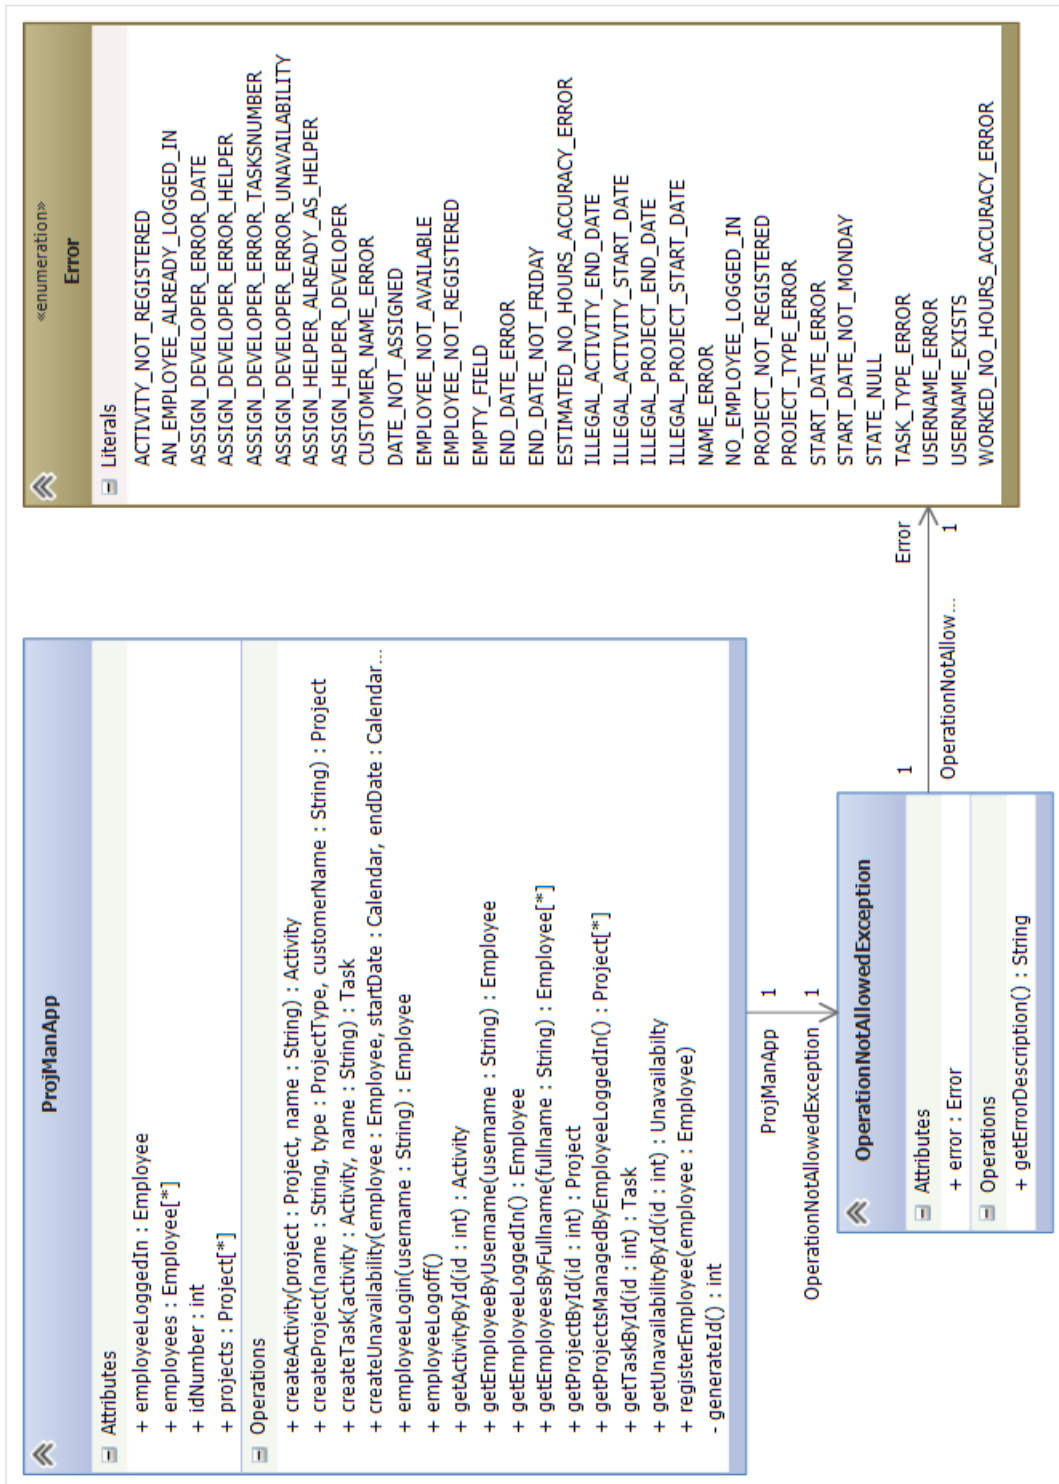 ProjManApp
Attributes
+ employeeLoggedIn : Employee
+ employees : Employee[*]
+ idNumber : int
+ projects : Project[*]
Operations
+ createActivity(project : Project, name : String) : Activity
+ createProject(name : String, type : ProjectType, customerName : String) : Project
+ createTask(activity : Activity, name : String) : Task
+ createUnavailability(employee : Employee, startDate : Calendar, endDate : Calendar...
+ employeeLogin(username : String) : Employee
+ employeeLogoff()
+ getActivityById(id : int) : Activity
+ getEmployeeByUsername(username : String) : Employee
+ getEmployeeLoggedIn() : Employee
+ getEmployeesByFullname(fullname : String) : Employee[*]
+ getProjectById(id : int) : Project
+ getProjectsManagedByEmployeeLoggedIn() : Project[*]
+ getTaskById(id : int) : Task
+ getUnavailabilityById(id : int) : Unavailabilty
+ registerEmployee(employee : Employee)
- generateId() : int
ProjManApp 1
OperationNotAllowedException 1
OperationNotAllowedException
Attributes
+ error : Error
Operations
+ getErrorDescription() : String
1
OperationNotAllow...
Error
1
«enumeration»
Error
Literals
ACTIVITY_NOT_REGISTERED
AN_EMPLOYEE_ALREADY_LOGGED_IN
ASSIGN_DEVELOPER_ERROR_DATE
ASSIGN_DEVELOPER_ERROR_HELPER
ASSIGN_DEVELOPER_ERROR_TASKSNUMBER
ASSIGN_DEVELOPER_ERROR_UNAVAILABILITY
ASSIGN_HELPER_ALREADY_AS_HELPER
ASSIGN_HELPER_DEVELOPER
CUSTOMER_NAME_ERROR
DATE_NOT_ASSIGNED
EMPLOYEE_NOT_AVAILABLE
EMPLOYEE_NOT_REGISTERED
EMPTY_FIELD
END_DATE_ERROR
END_DATE_NOT_FRIDAY
ESTIMATED_NO_HOURS_ACCURACY_ERROR
ILLEGAL_ACTIVITY_END_DATE
ILLEGAL_ACTIVITY_START_DATE
ILLEGAL_PROJECT_END_DATE
ILLEGAL_PROJECT_START_DATE
NAME_ERROR
NO_EMPLOYEE_LOGGED_IN
PROJECT_NOT_REGISTERED
PROJECT_TYPE_ERROR
START_DATE_ERROR
START_DATE_NOT_MONDAY
STATE_NULL
TASK_TYPE_ERROR
USERNAME_ERROR
USERNAME_EXISTS
WORKED_NO_HOURS_ACCURACY_ERROR